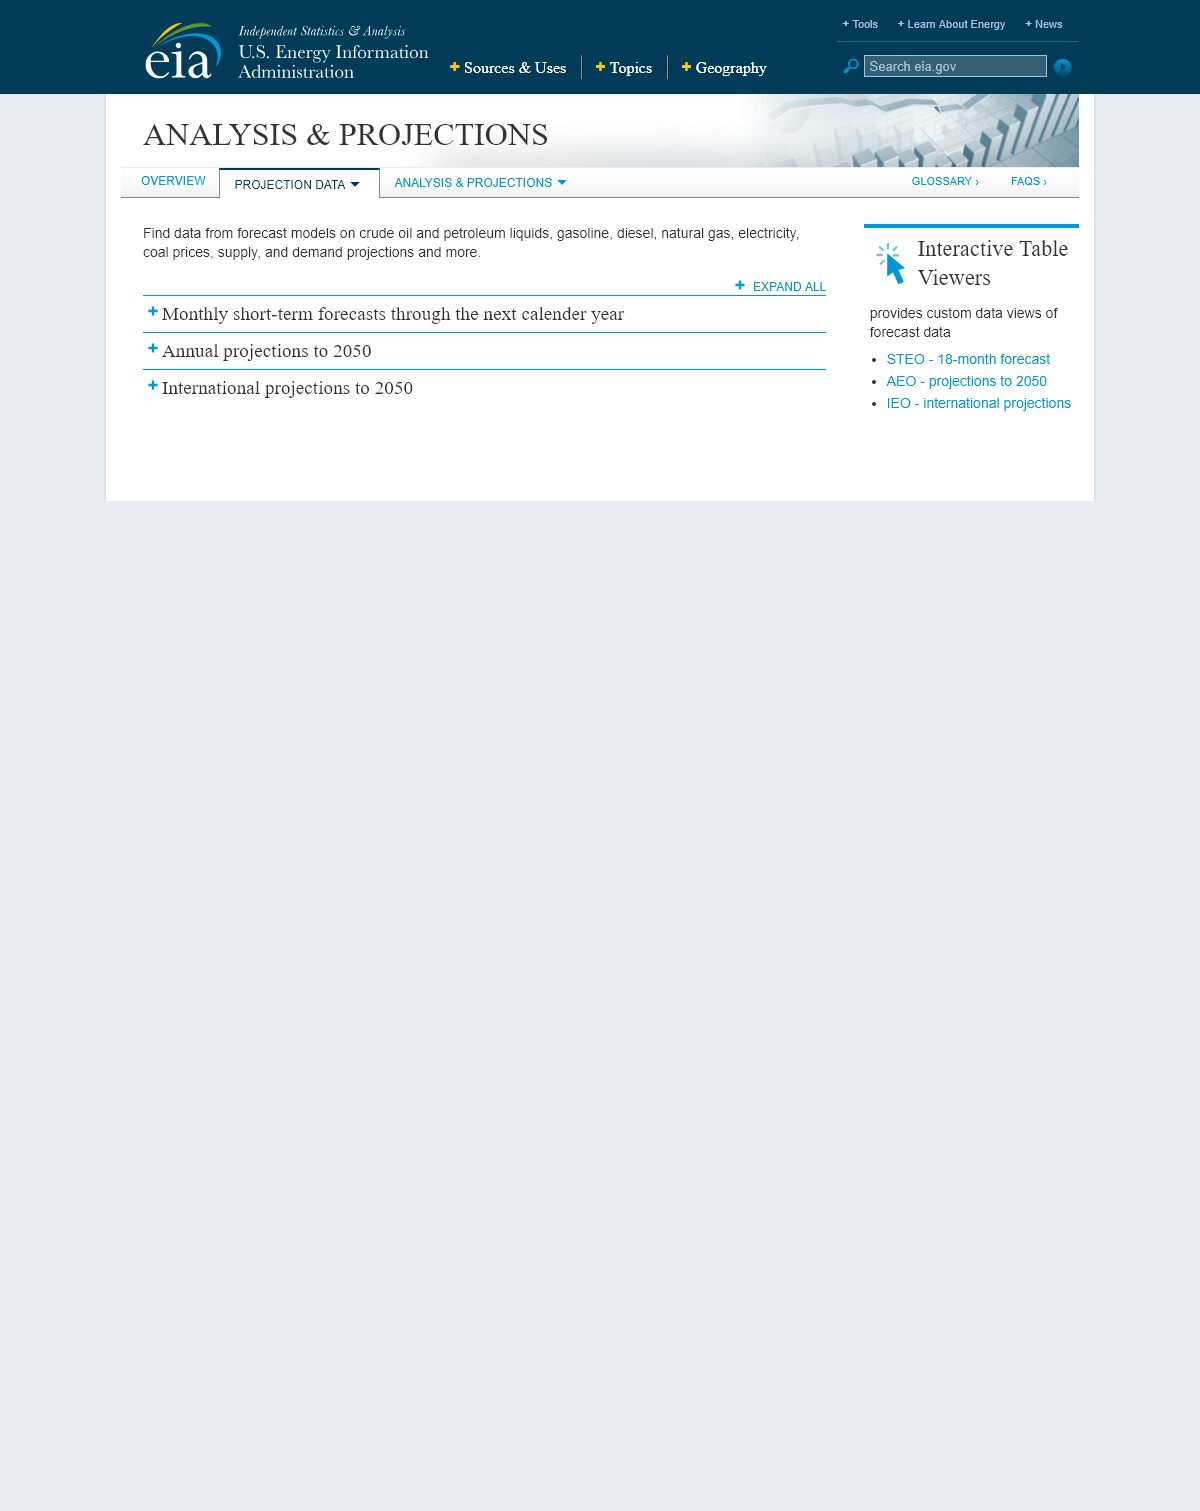 + Tools + Learn About Energy + News
eia
Independent Statistics & Analysis
U.S. Energy Information
Administration
+ Sources & Uses
+ Topics
+ Geography
Search eia.gov
ANALYSIS & PROJECTIONS
OVERVIEW PROJECTION DATA ANALYSIS & PROJECTIONS GLOSSARY › FAQS ›
Find data from forecast models on crude oil and petroleum liquids, gasoline, diesel, natural gas, electricity,
coal prices, supply, and demand projections and more.
+ EXPAND ALL
+ Monthly short-term forecasts through the next calender year
+ Annual projections to 2050
+ International projections to 2050
Interactive Table
Viewers
provides custom data views of
forecast data
• STEO - 18-month forecast
• AEO - projections to 2050
• IEO - international projections